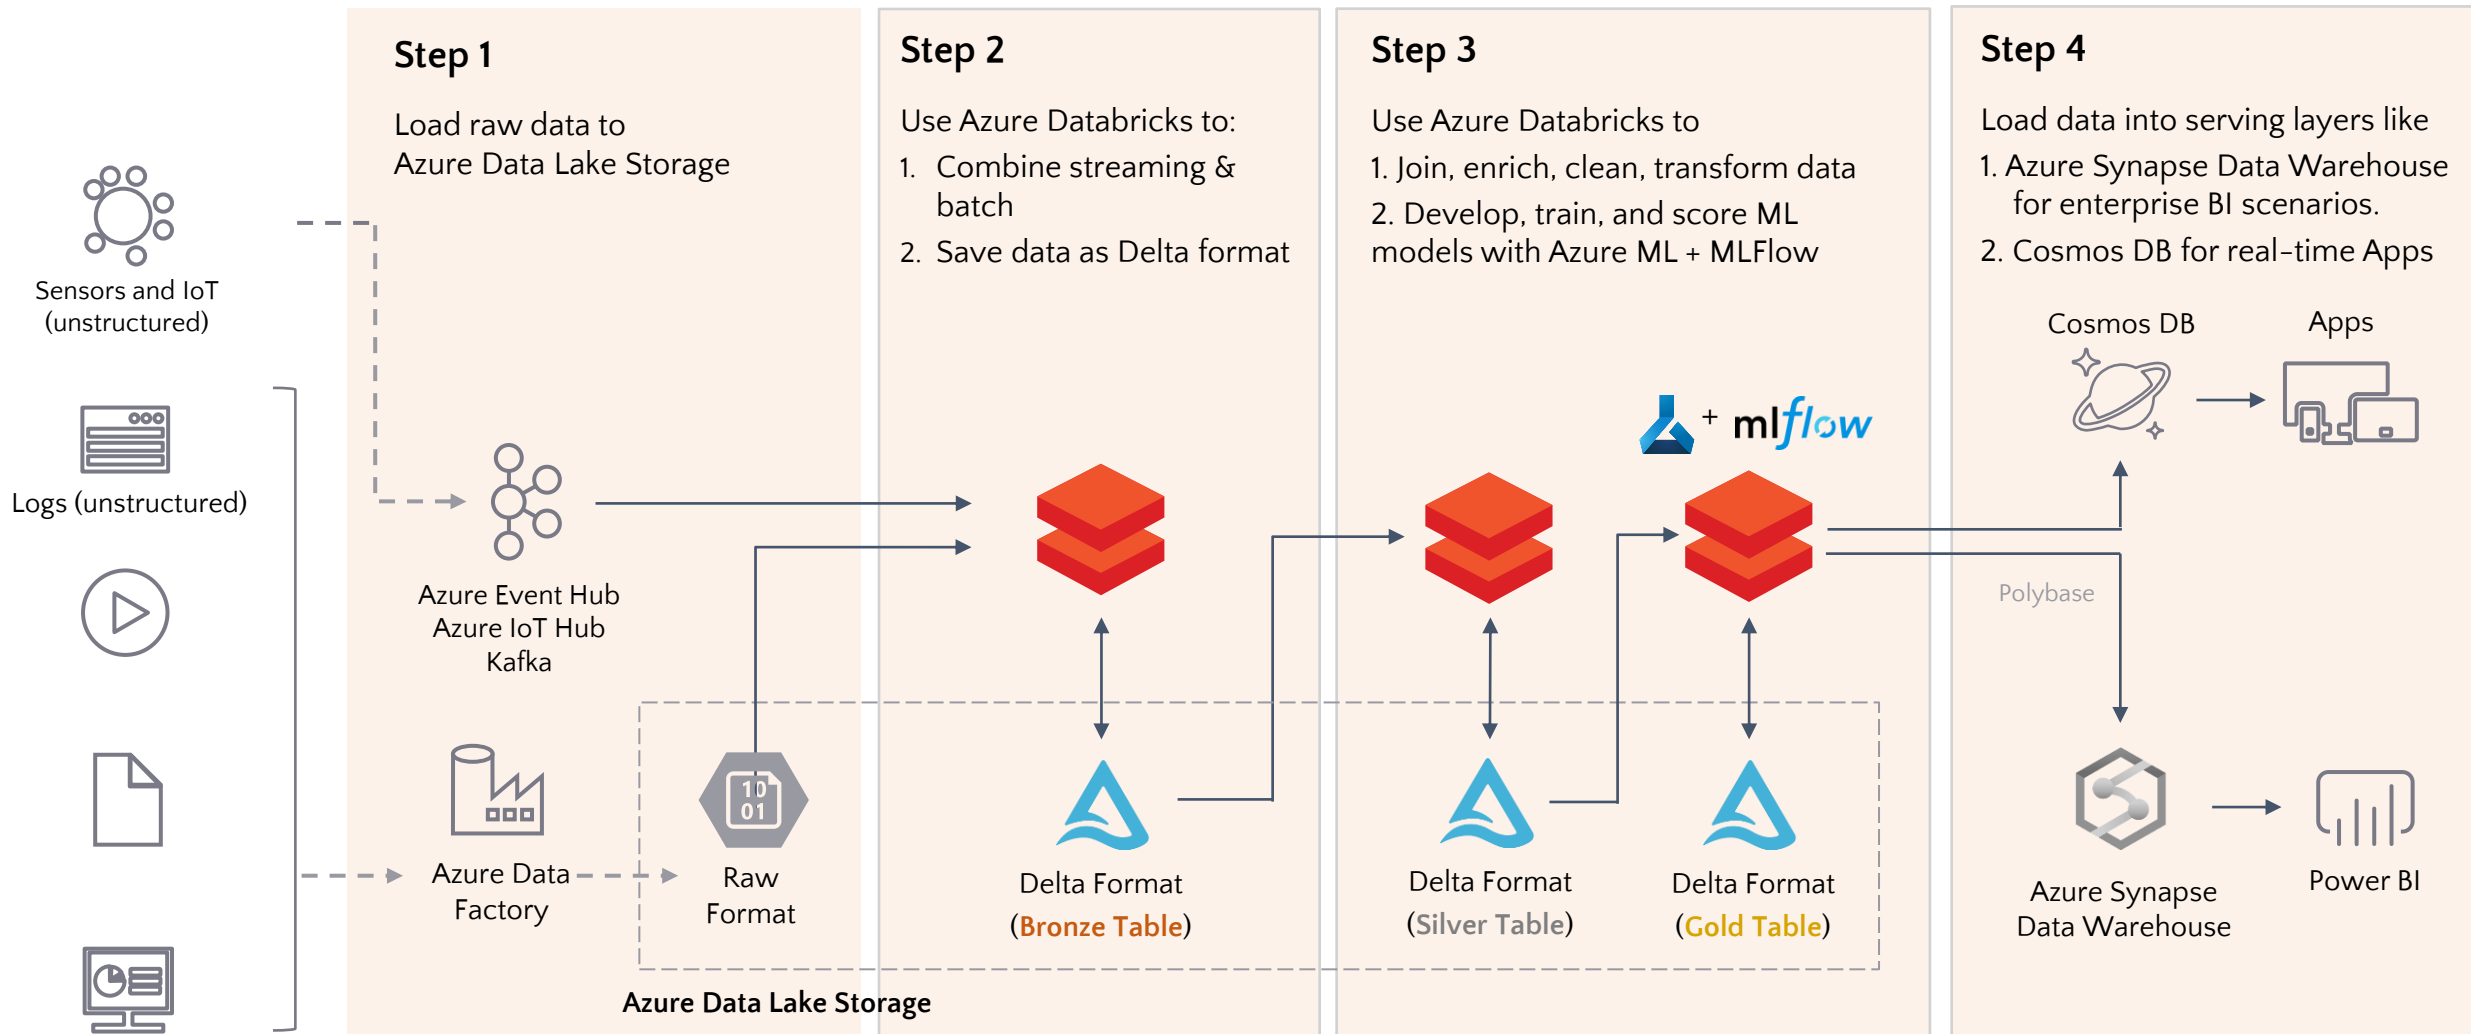 Step 1
Load raw data to
Azure Data Lake Storage
Step 2
Use Azure Databricks to:
1. Combine streaming &
batch
2. Save data as Delta format
Step 3
Use Azure Databricks to
1. Join, enrich, clean, transform data
2. Develop, train, and score ML
models with Azure ML + MLFlow
Step 4
Load data into serving layers like
1. Azure Synapse Data Warehouse
for enterprise BI scenarios.
2. Cosmos DB for real-time Apps
Sensors and IoT
(unstructured)
Logs (unstructured)
Azure Event Hub
Azure IoT Hub
Kafka
Azure Data
Factory
10
01
Raw
Format
Delta Format
(Bronze Table)
+ mlflow
Delta Format
(Silver Table)
Delta Format
(Gold Table)
Azure Data Lake Storage
Cosmos DB
Apps
Polybase
Azure Synapse
Data Warehouse
Power BI